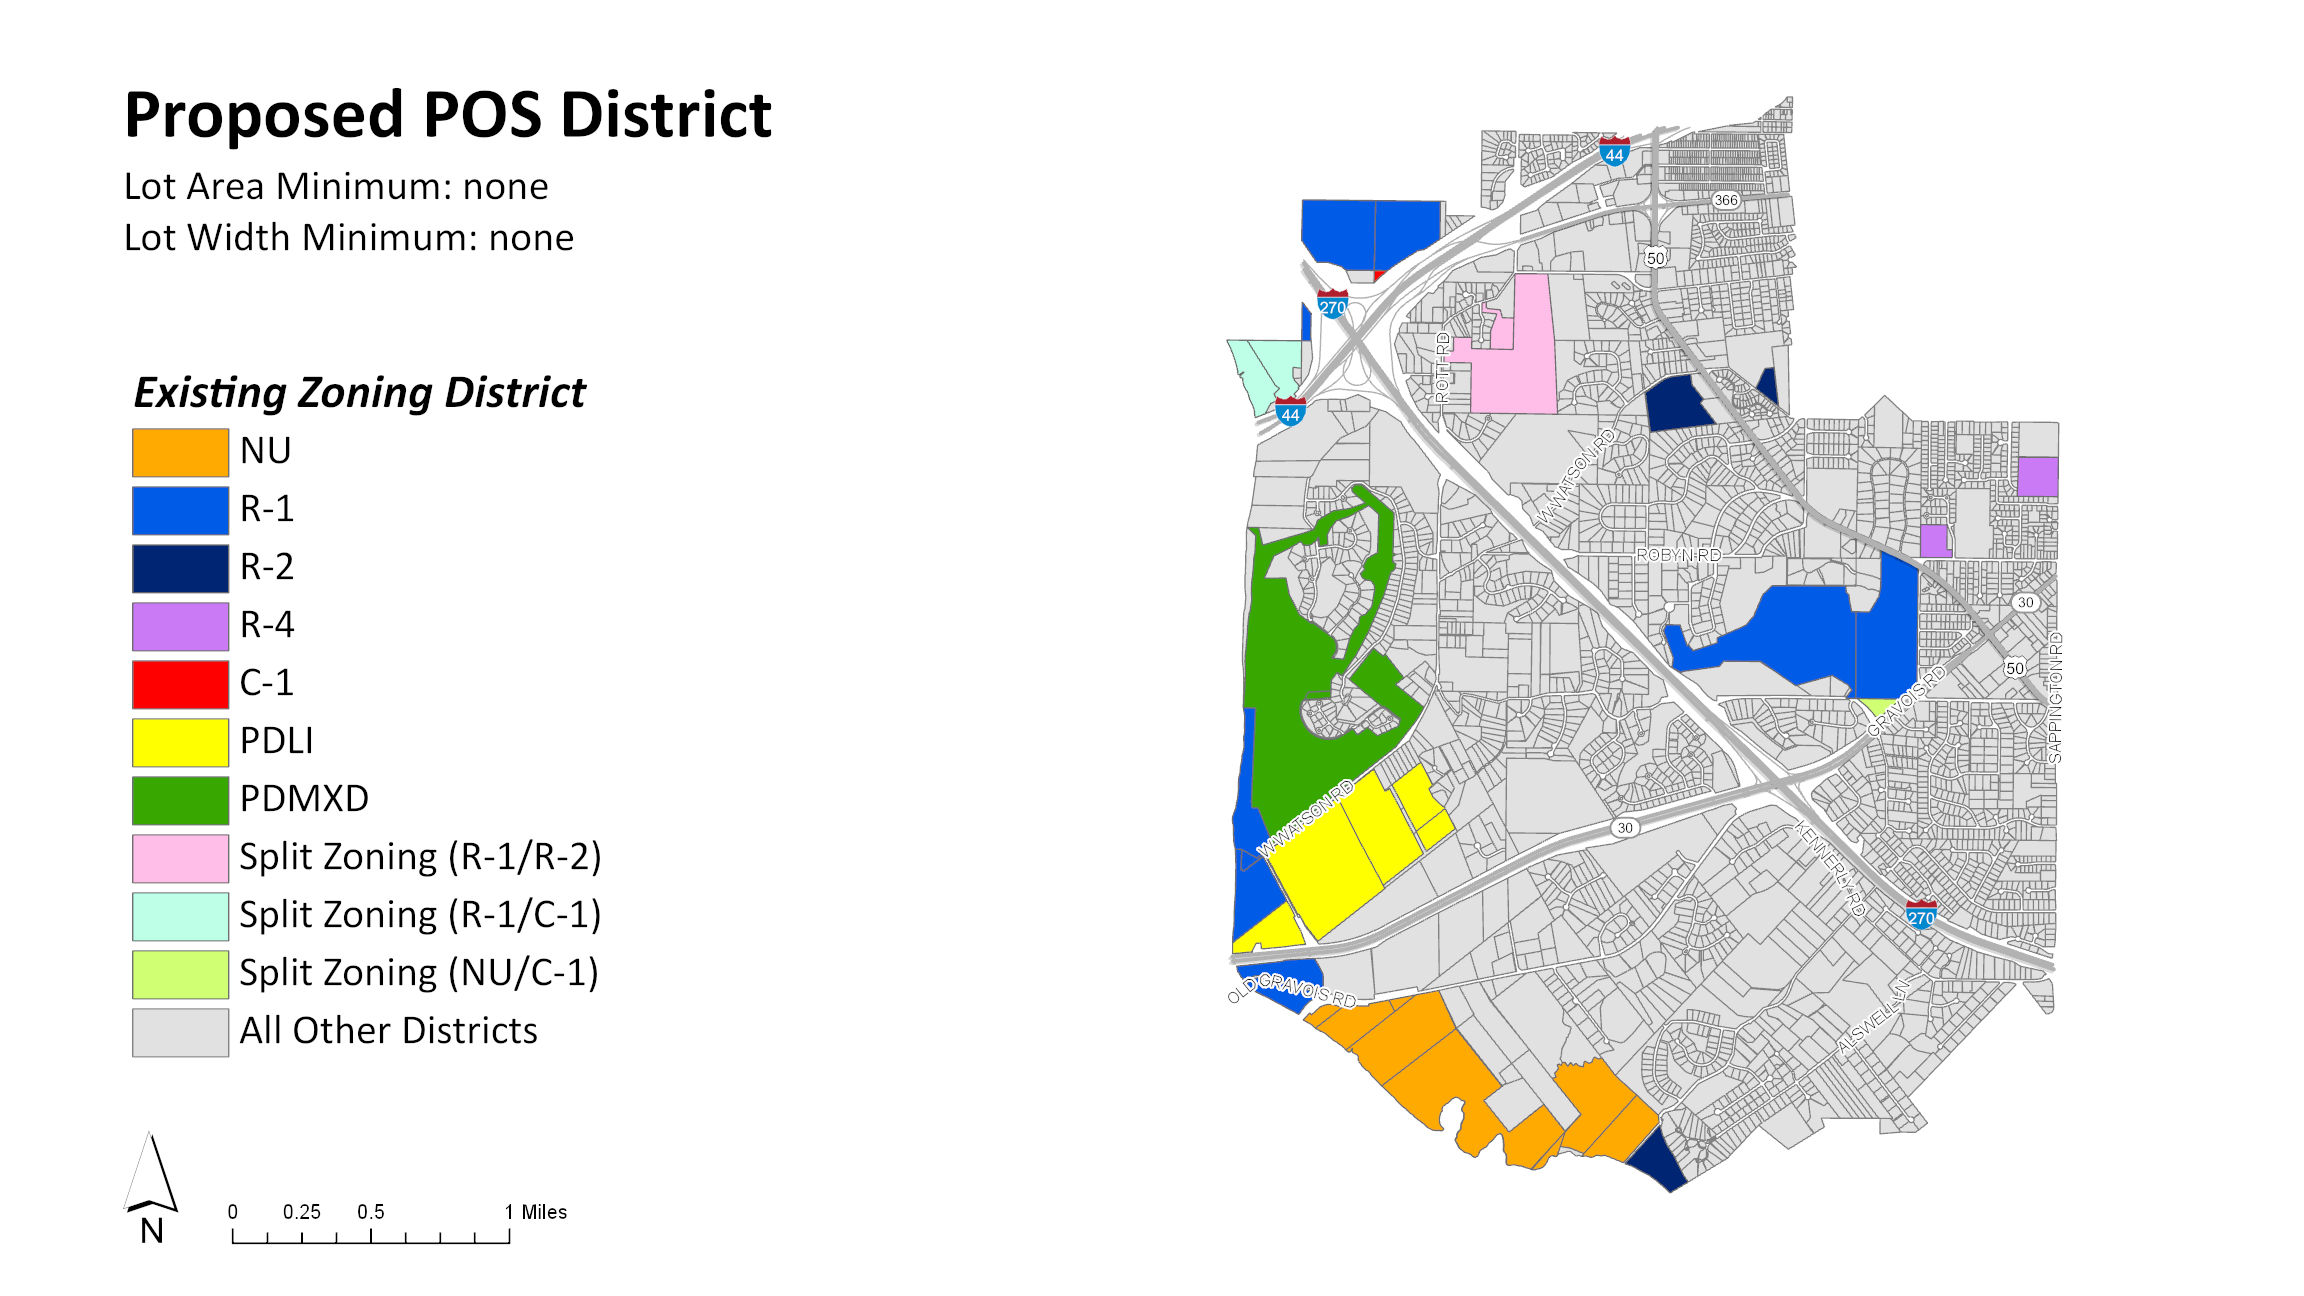 Proposed POS District
Lot Area Minimum: none
Lot Width Minimum: none
Existing Zoning District
NU
R-1
R-2
R-4
C-1
PDLI
PDMXD
Split Zoning (R-1/R-2)
Split Zoning (R-1/C-1)
Split Zoning (NU/C-1)
All Other Districts
N
0 0.25 0.5 1 Miles
44
366
50
270
ROTT RD
44
W WATSON RD
ROBYN RD
30
50
SAPPINGTON RD
GRAVOIS RD
W WATSON RD
30
KENNERLY RD
270
OLD GRAVOIS RD
ALSWELL LN